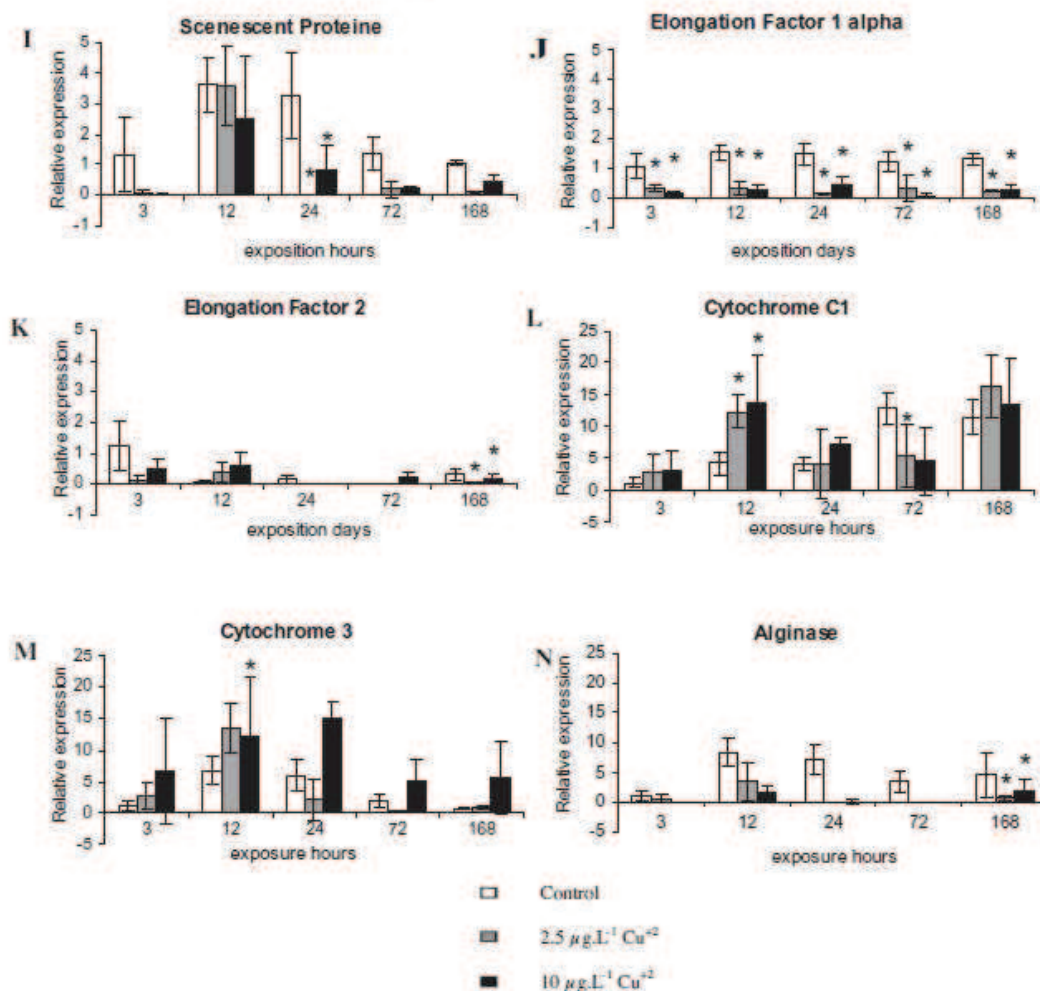 I
Scenescent Proteine
Relative expression
5
4
3
2
1
0
-1
3 12 24 72 168
* *
exposition hours
J
Elongation Factor 1 alpha
Relative expression
5
4
3
2
1
0
-1
3 12 24 72 168
* * * * * * * * *
exposition days
K
Elongation Factor 2
Relative expression
5
4
3
2
1
0
-1
3 12 24 72 168
* *
exposition days
L
Cytochrome C1
Relative expression
25
20
15
10
5
0
-5
3 12 24 72 168
* * *
exposure hours
M
Cytochrome 3
Relative expression
25
20
15
10
5
0
-5
3 12 24 72 168
*
exposure hours
N
Alginase
Relative expression
25
20
15
10
5
0
-5
3 12 24 72 168
* *
exposure hours
Control
2.5 µg.L⁻¹ Cu⁺²
10 µg.L⁻¹ Cu⁺²